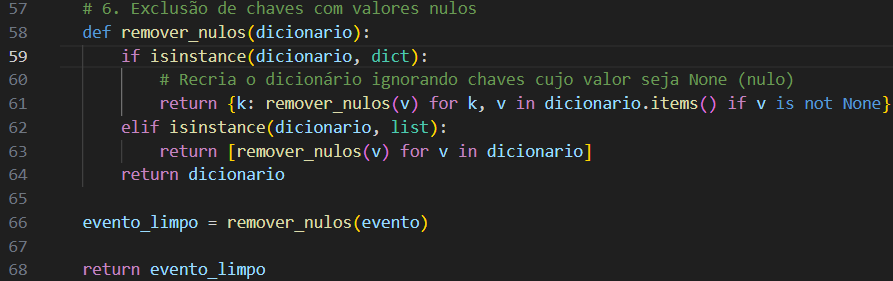 57 # 6. Exclusão de chaves com valores nulos
58 def remover_nulos(dicionario):
59 if isinstance(dicionario, dict):
60 # Recria o dicionário ignorando chaves cujo valor seja None (nulo)
61 return {k: remover_nulos(v) for k, v in dicionario.items() if v is not None}
62 elif isinstance(dicionario, list):
63 return [remover_nulos(v) for v in dicionario]
64 return dicionario
65
66 evento_limpo = remover_nulos(evento)
67
68 return evento_limpo